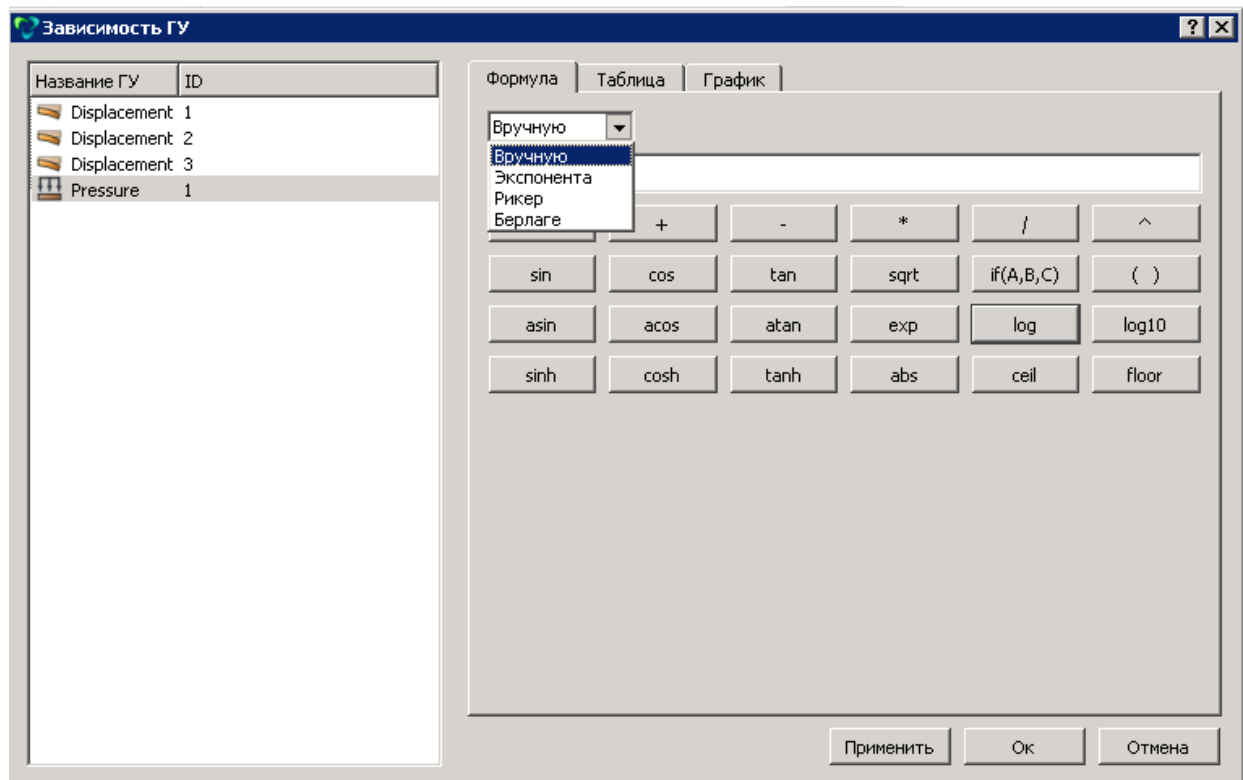 Зависимость ГУ ? X
Название ГУ ID
Displacement 1
Displacement 2
Displacement 3
Pressure 1
Формула Таблица График
Вручную
Вручную
Экспонента
Рикер
Берлаге
+ - * / ^
sin cos tan sqrt if(A,B,C) ( )
asin acos atan exp log log10
sinh cosh tanh abs ceil floor
Применить Ок Отмена